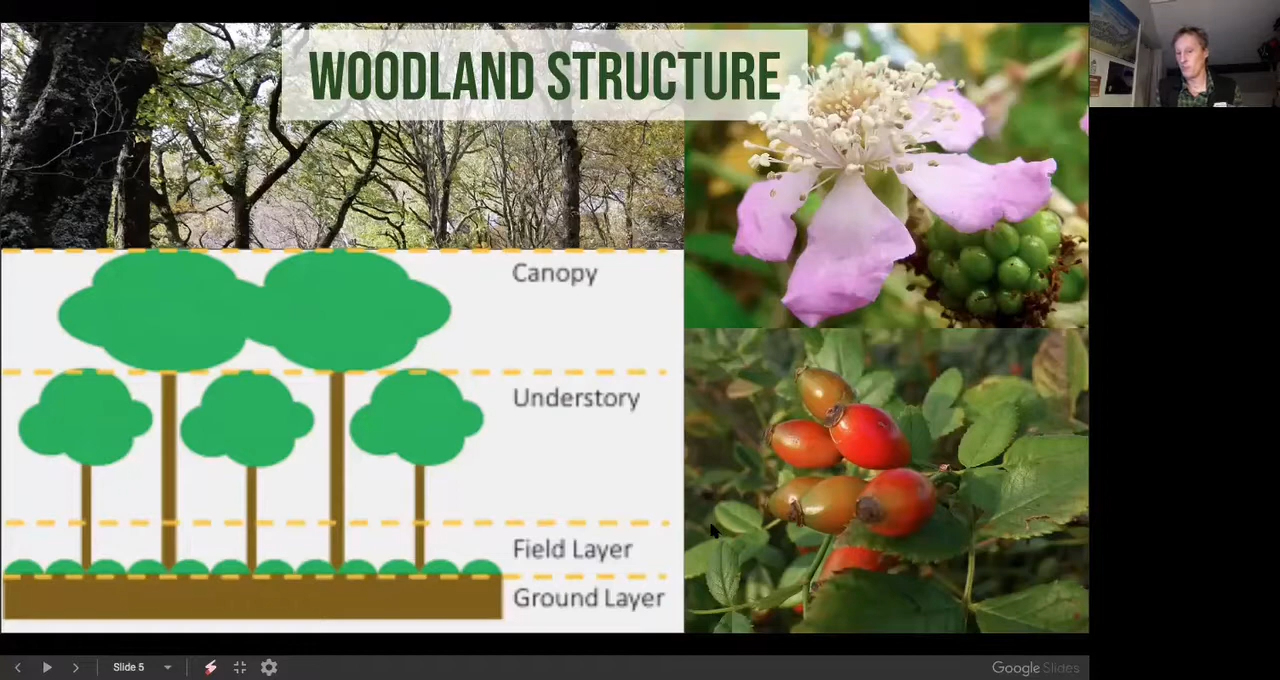 WOODLAND STRUCTURE
Canopy
Understory
Field Layer
Ground Layer
Slide 5
Google Slides